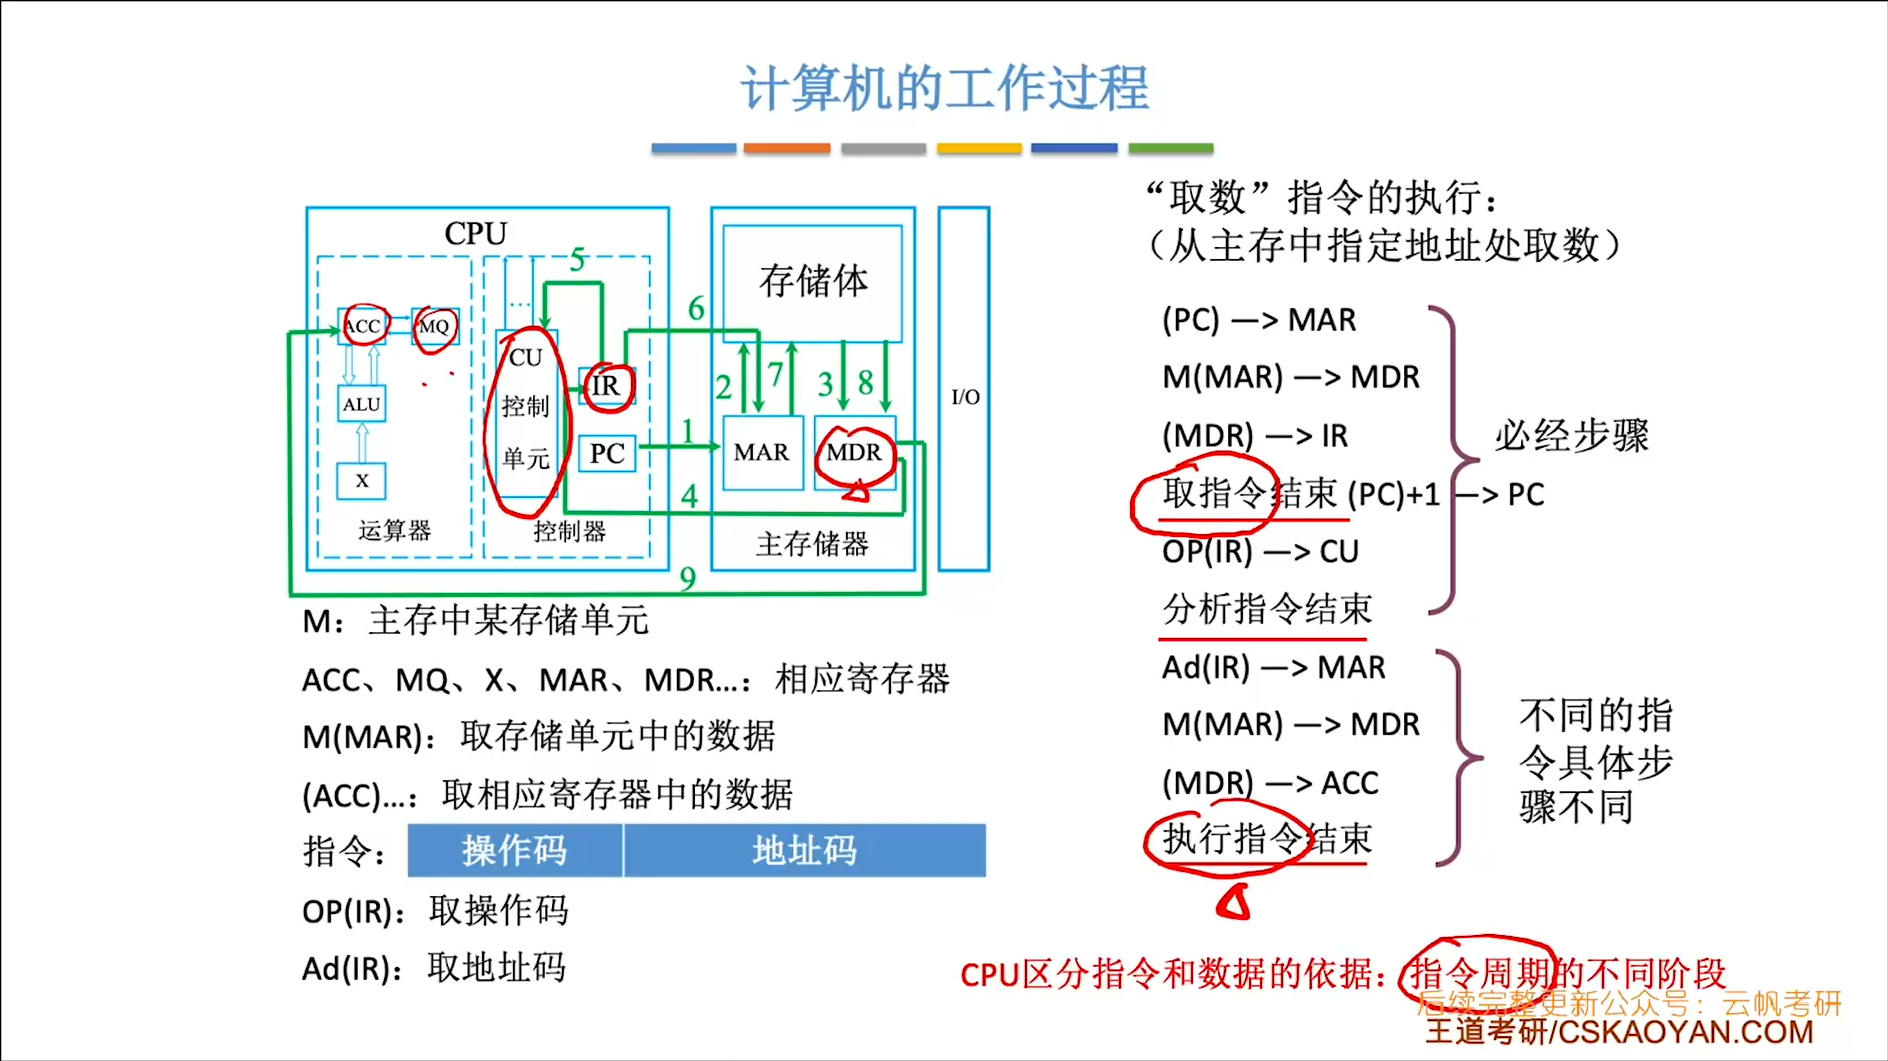 计算机的工作过程
CPU
ACC
MQ
ALU
X
运算器
...
CU
控制
单元
IR
PC
控制器
5
6
1
4
9
存储体
2
7
3
8
MAR
MDR
主存储器
I/O
M：主存中某存储单元
ACC、MQ、X、MAR、MDR...：相应寄存器
M(MAR)：取存储单元中的数据
(ACC)...：取相应寄存器中的数据
指令：操作码 地址码
OP(IR)：取操作码
Ad(IR)：取地址码
“取数”指令的执行：
（从主存中指定地址处取数）
(PC) —> MAR
M(MAR) —> MDR
(MDR) —> IR
取指令结束 (PC)+1 —> PC
OP(IR) —> CU
分析指令结束
必经步骤
Ad(IR) —> MAR
M(MAR) —> MDR
(MDR) —> ACC
执行指令结束
不同的指
令具体步
骤不同
CPU区分指令和数据的依据：指令周期的不同阶段
后续完整更新公众号：云帆考研
王道考研/CSKAOYAN.COM